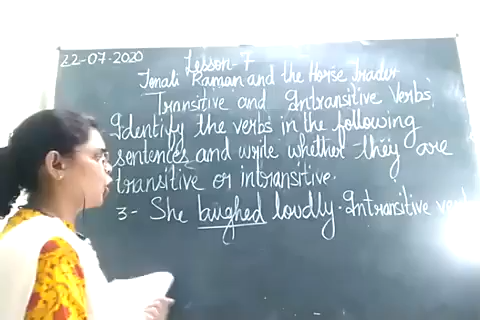 22-07-2020
Lesson-7
Tenali Raman and the Horse Trader
Transitive and Intransitive Verbs
Identify the verbs in the following
sentences and write whether they are
transitive or intransitive.
3- She laughed loudly. Intransitive verb